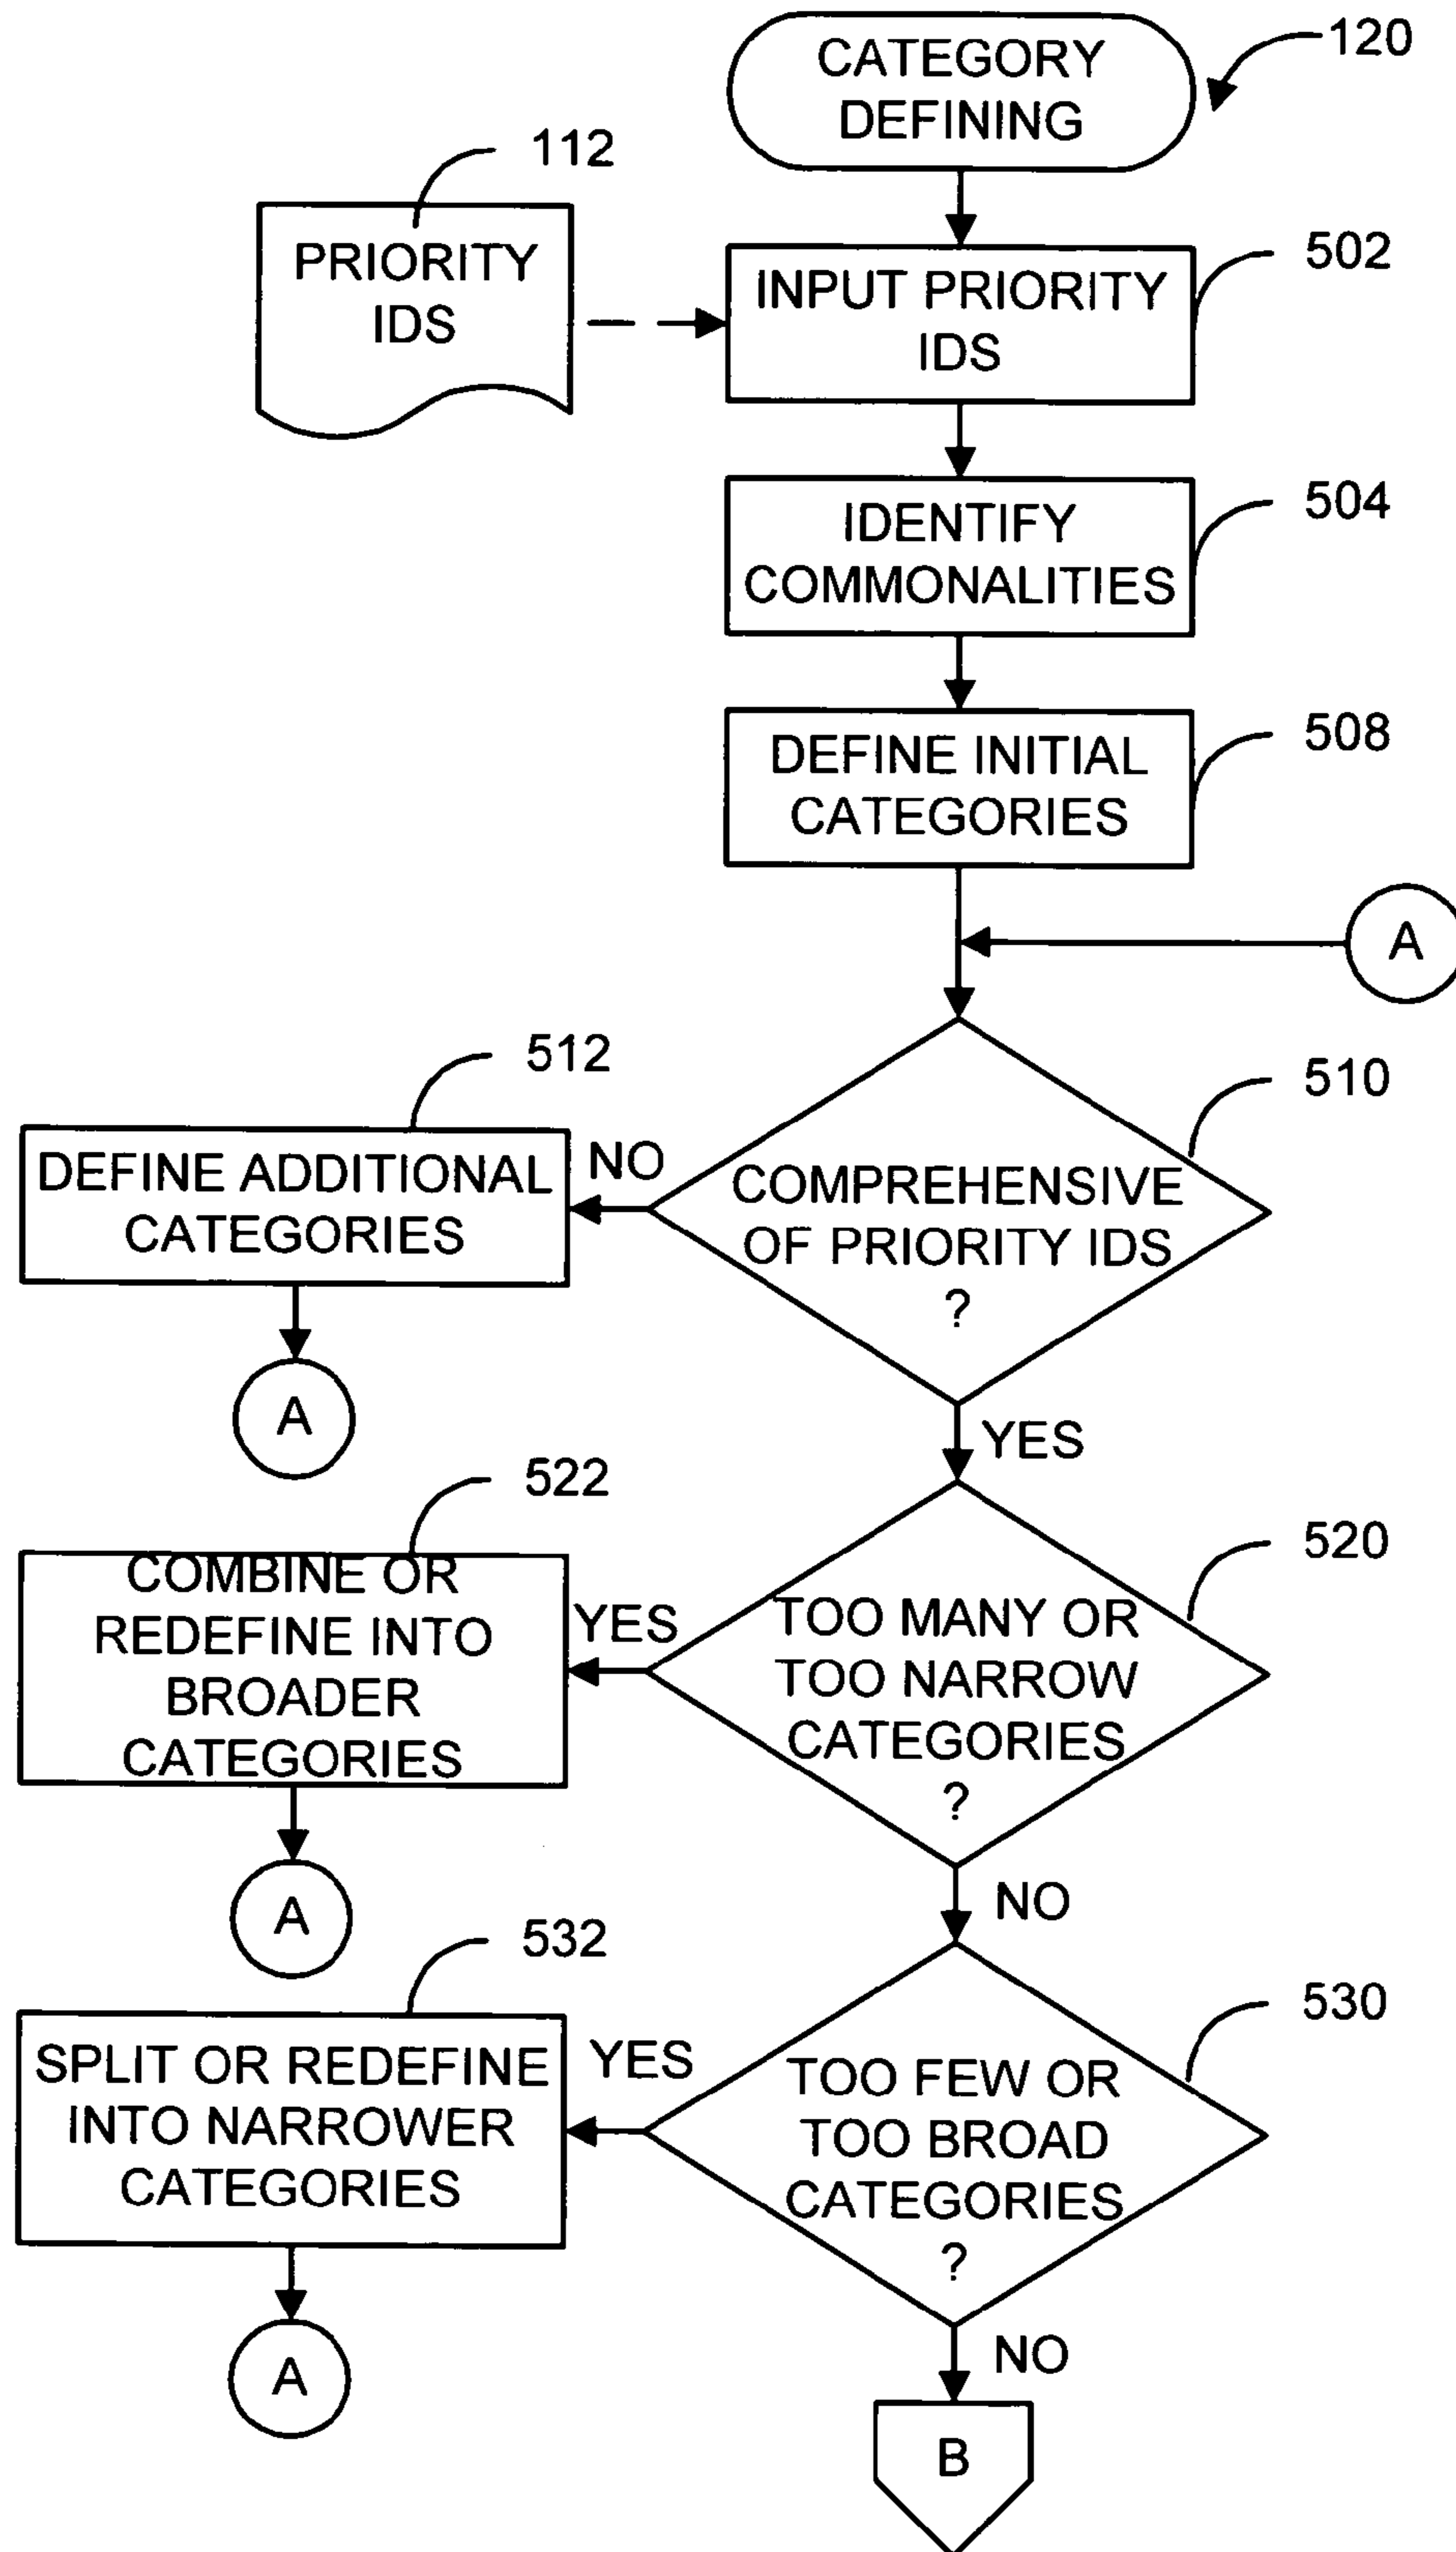 CATEGORY
DEFINING
120
112
PRIORITY
IDS
INPUT PRIORITY
IDS
502
IDENTIFY
COMMONALITIES
504
DEFINE INITIAL
CATEGORIES
508
A
512
DEFINE ADDITIONAL
CATEGORIES
NO
510
COMPREHENSIVE
OF PRIORITY IDS
?
A
YES
522
COMBINE OR
REDEFINE INTO
BROADER
CATEGORIES
YES
520
TOO MANY OR
TOO NARROW
CATEGORIES
?
A
NO
532
SPLIT OR REDEFINE
INTO NARROWER
CATEGORIES
YES
530
TOO FEW OR
TOO BROAD
CATEGORIES
?
A
NO
B